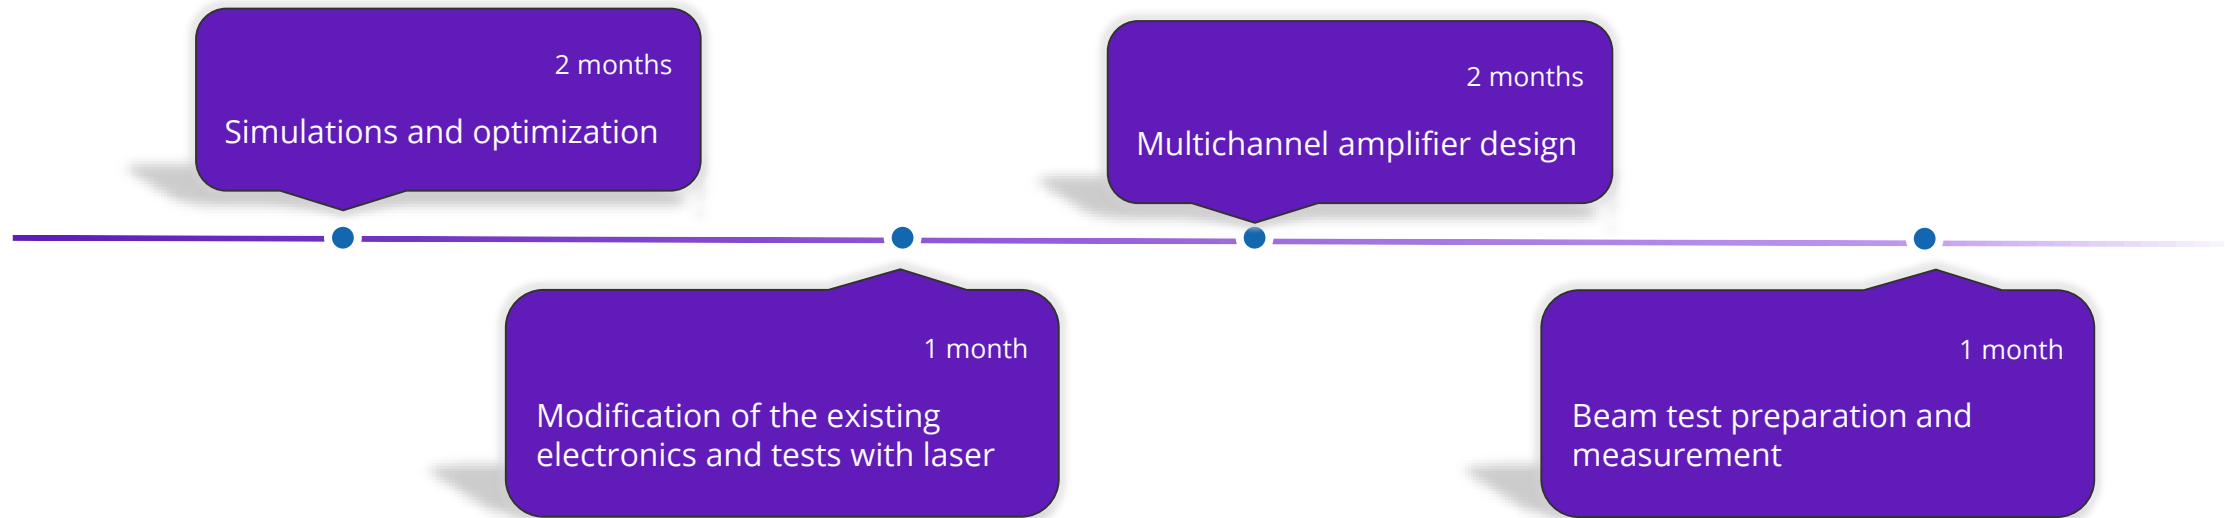 2 months
Simulations and optimization
1 month
Modification of the existing
electronics and tests with laser
2 months
Multichannel amplifier design
1 month
Beam test preparation and
measurement